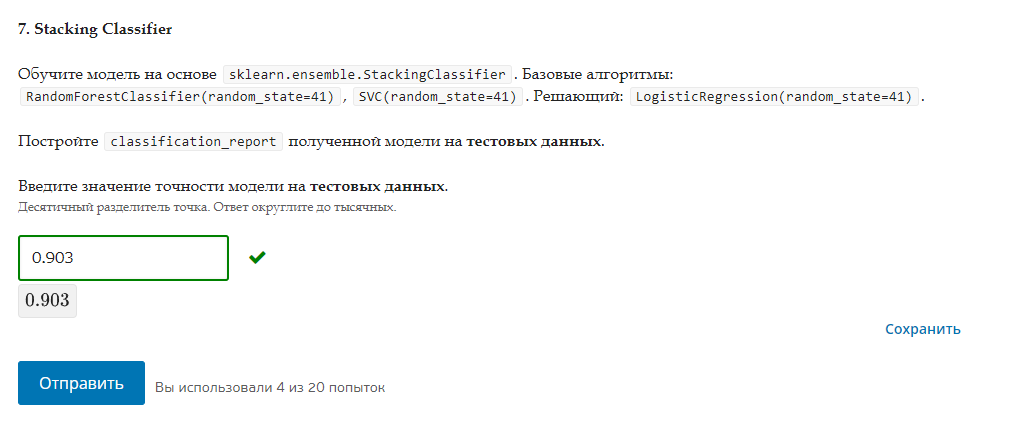 7. Stacking Classifier
Обучите модель на основе sklearn.ensemble.StackingClassifier . Базовые алгоритмы:
RandomForestClassifier(random_state=41) , SVC(random_state=41) . Решающий: LogisticRegression(random_state=41) .
Постройте classification_report полученной модели на тестовых данных.
Введите значение точности модели на тестовых данных.
Десятичный разделитель точка. Ответ округлите до тысячных.
0.903
0.903
Сохранить
Отправить Вы использовали 4 из 20 попыток